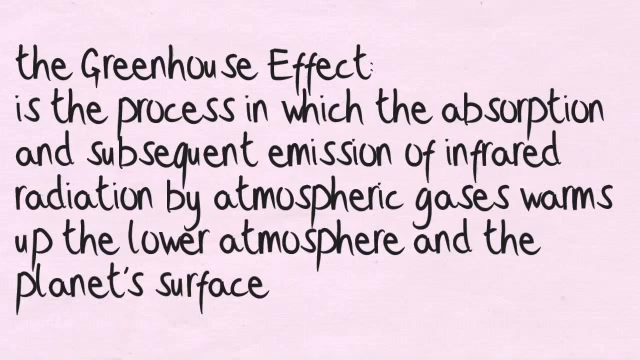 the Greenhouse Effect:
is the process in which the absorption
and subsequent emission of infrared
radiation by atmospheric gases warms
up the lower atmosphere and the
planet's surface